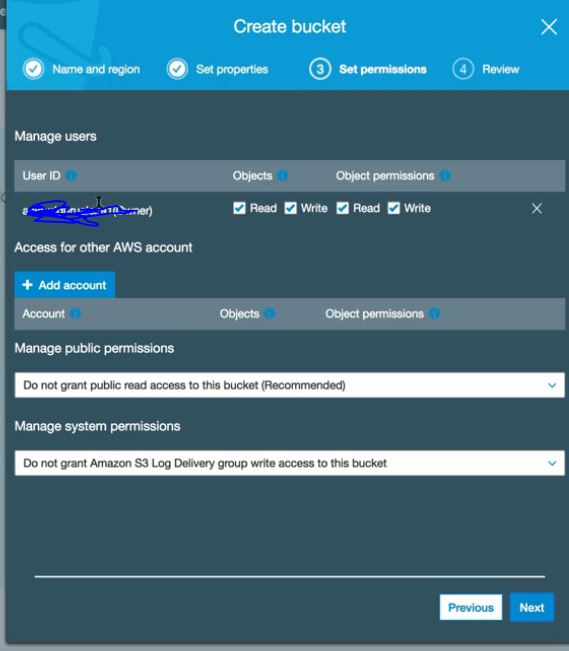 Create bucket
Name and region Set properties 3 Set permissions 4 Review
Manage users
User ID Objects Object permissions
(Owner) Read Write Read Write
Access for other AWS account
+ Add account
Account Objects Object permissions
Manage public permissions
Do not grant public read access to this bucket (Recommended)
Manage system permissions
Do not grant Amazon S3 Log Delivery group write access to this bucket
Previous Next